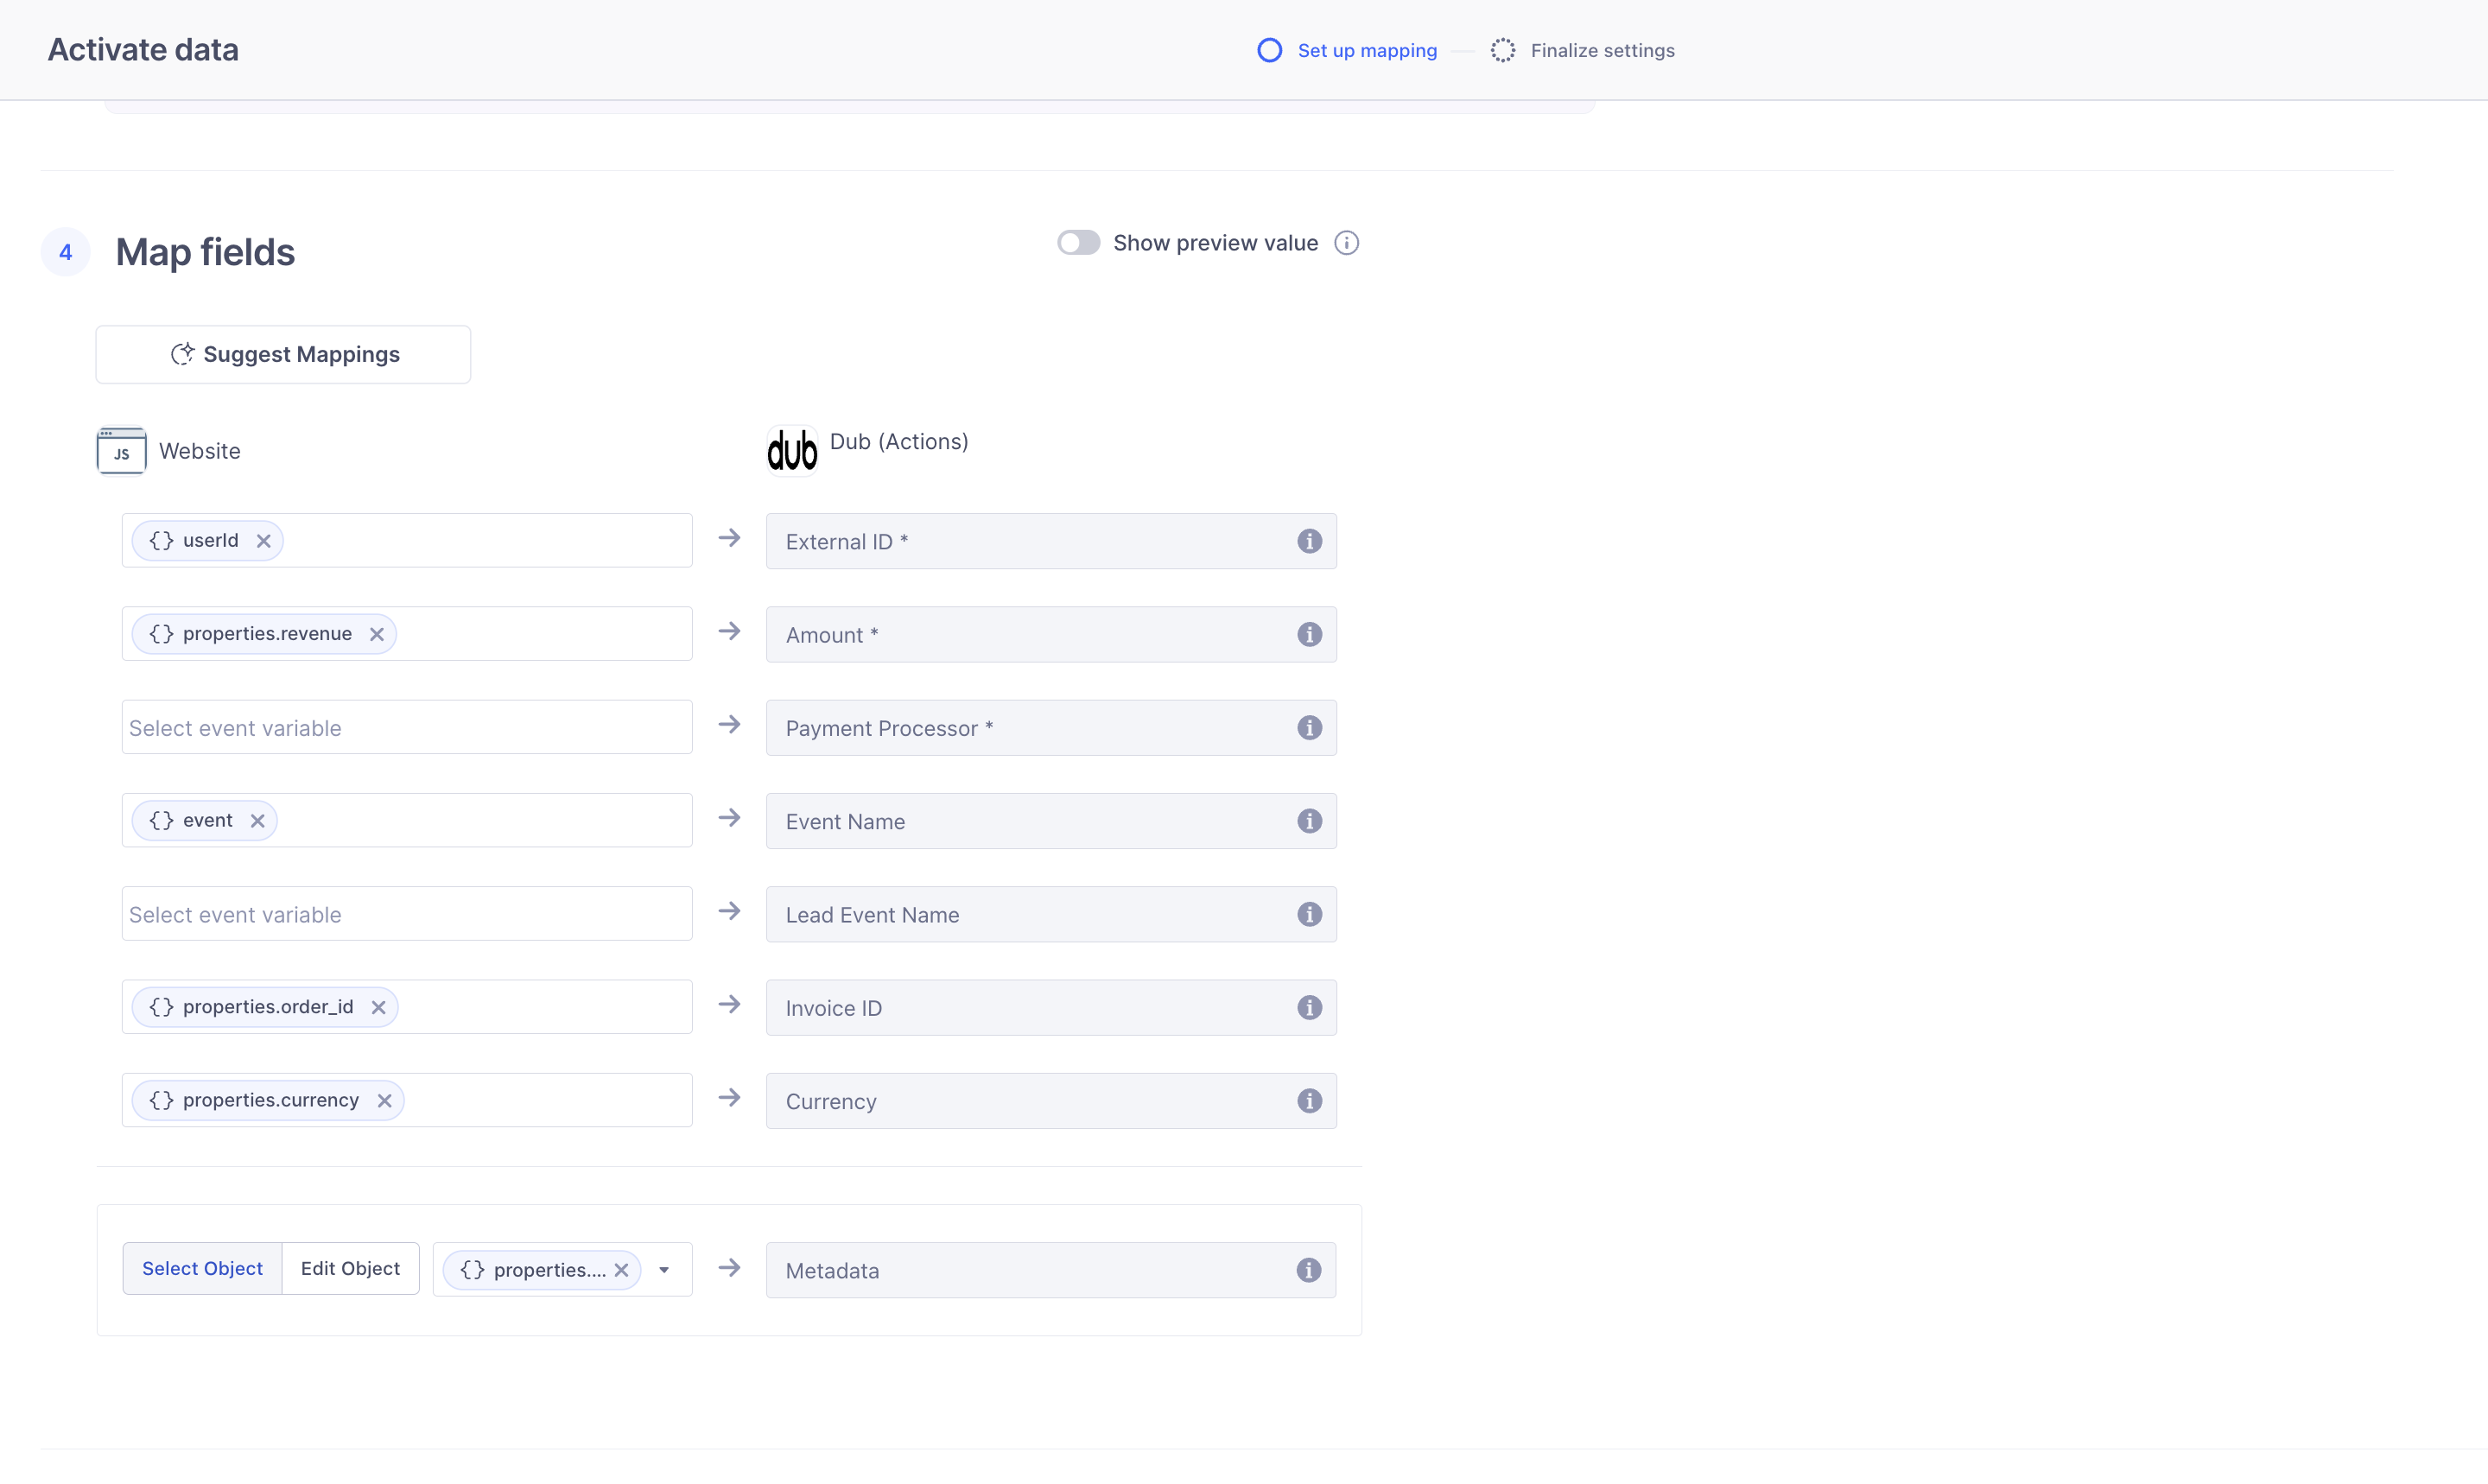 Activate data
Set up mapping
Finalize settings
4
Map fields
Show preview value
Suggest Mappings
JS
Website
dub
Dub (Actions)
{} userId
External ID *
{} properties.revenue
Amount *
Select event variable
Payment Processor *
{} event
Event Name
Select event variable
Lead Event Name
{} properties.order_id
Invoice ID
{} properties.currency
Currency
Select Object
Edit Object
{} properties....
Metadata